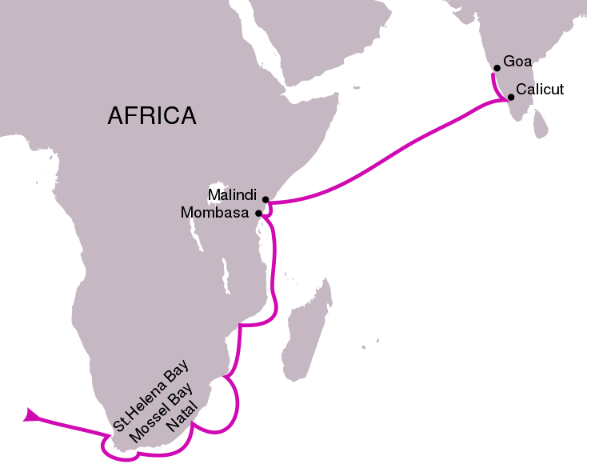 Goa
Calicut
AFRICA
Malindi
Mombasa
St.Helena Bay
Mossel Bay
Natal